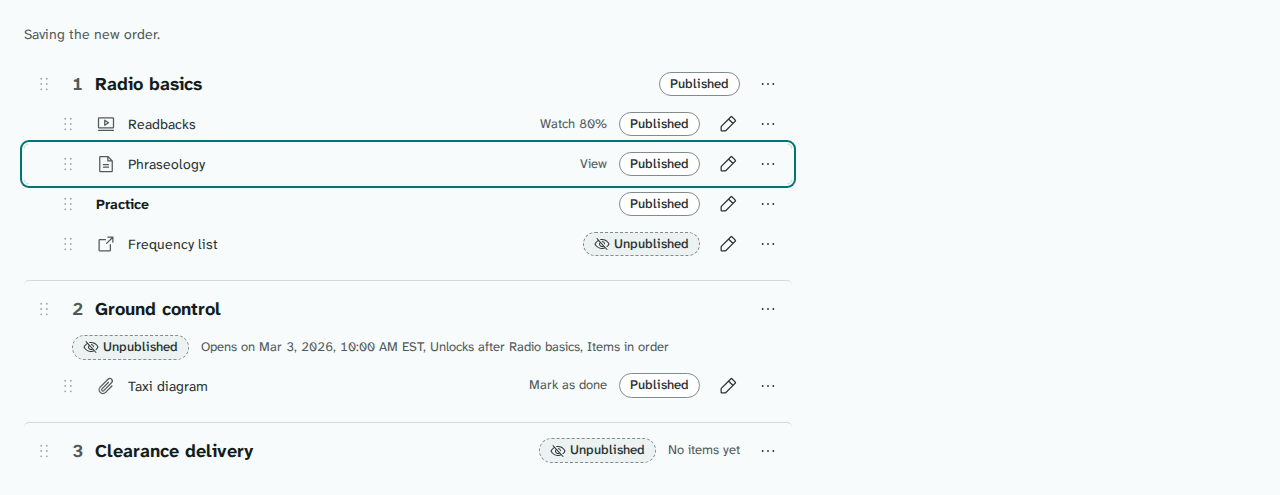 Saving the new order.
1 Radio basics Published
Readbacks Watch 80% Published
Phraseology View Published
Practice Published
Frequency list Unpublished
2 Ground control
Unpublished Opens on Mar 3, 2026, 10:00 AM EST, Unlocks after Radio basics, Items in order
Taxi diagram Mark as done Published
3 Clearance delivery Unpublished No items yet